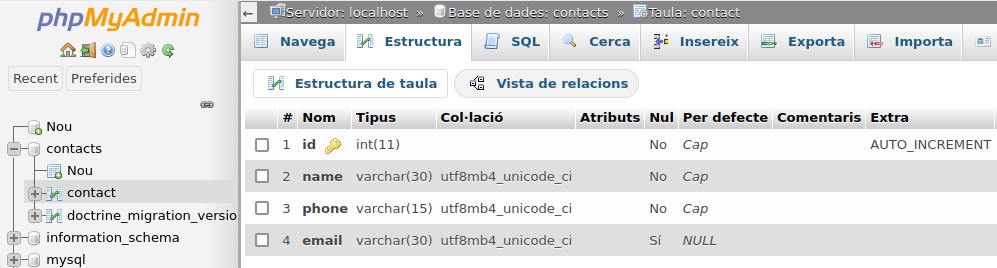 phpMyAdmin
Recent Preferides
Nou
contacts
Nou
contact
doctrine_migration_versio
information_schema
mysql
Servidor: localhost » Base de dades: contacts » Taula: contact
Navega Estructura SQL Cerca Insereix Exporta Importa
Estructura de taula Vista de relacions
# Nom Tipus Col·lació Atributs Nul Per defecte Comentaris Extra
1 id int(11) No Cap AUTO_INCREMENT
2 name varchar(30) utf8mb4_unicode_ci No Cap
3 phone varchar(15) utf8mb4_unicode_ci No Cap
4 email varchar(30) utf8mb4_unicode_ci Sí NULL